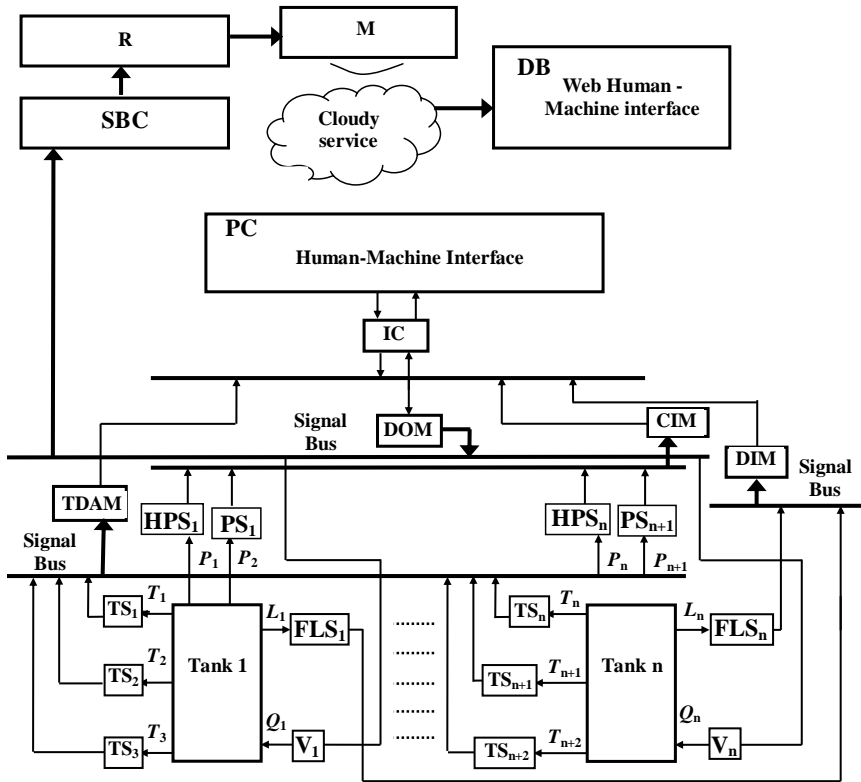 R
M
DB
Web Human -
Machine interface
SBC
Cloudy
service
PC
Human-Machine Interface
IC
Signal
Bus
DOM
CIM
DIM
Signal
Bus
TDAM
HPS1
PS1
HPSn
PSn+1
Signal
Bus
P1
P2
Pn
Pn+1
TS1
T1
L1
FLS1
TSn
Tn
Ln
FLSn
Tank 1
TS2
T2
........
TSn+1
Tn+1
Tank n
TS3
T3
Q1
V1
TSn+2
Tn+2
Qn
Vn